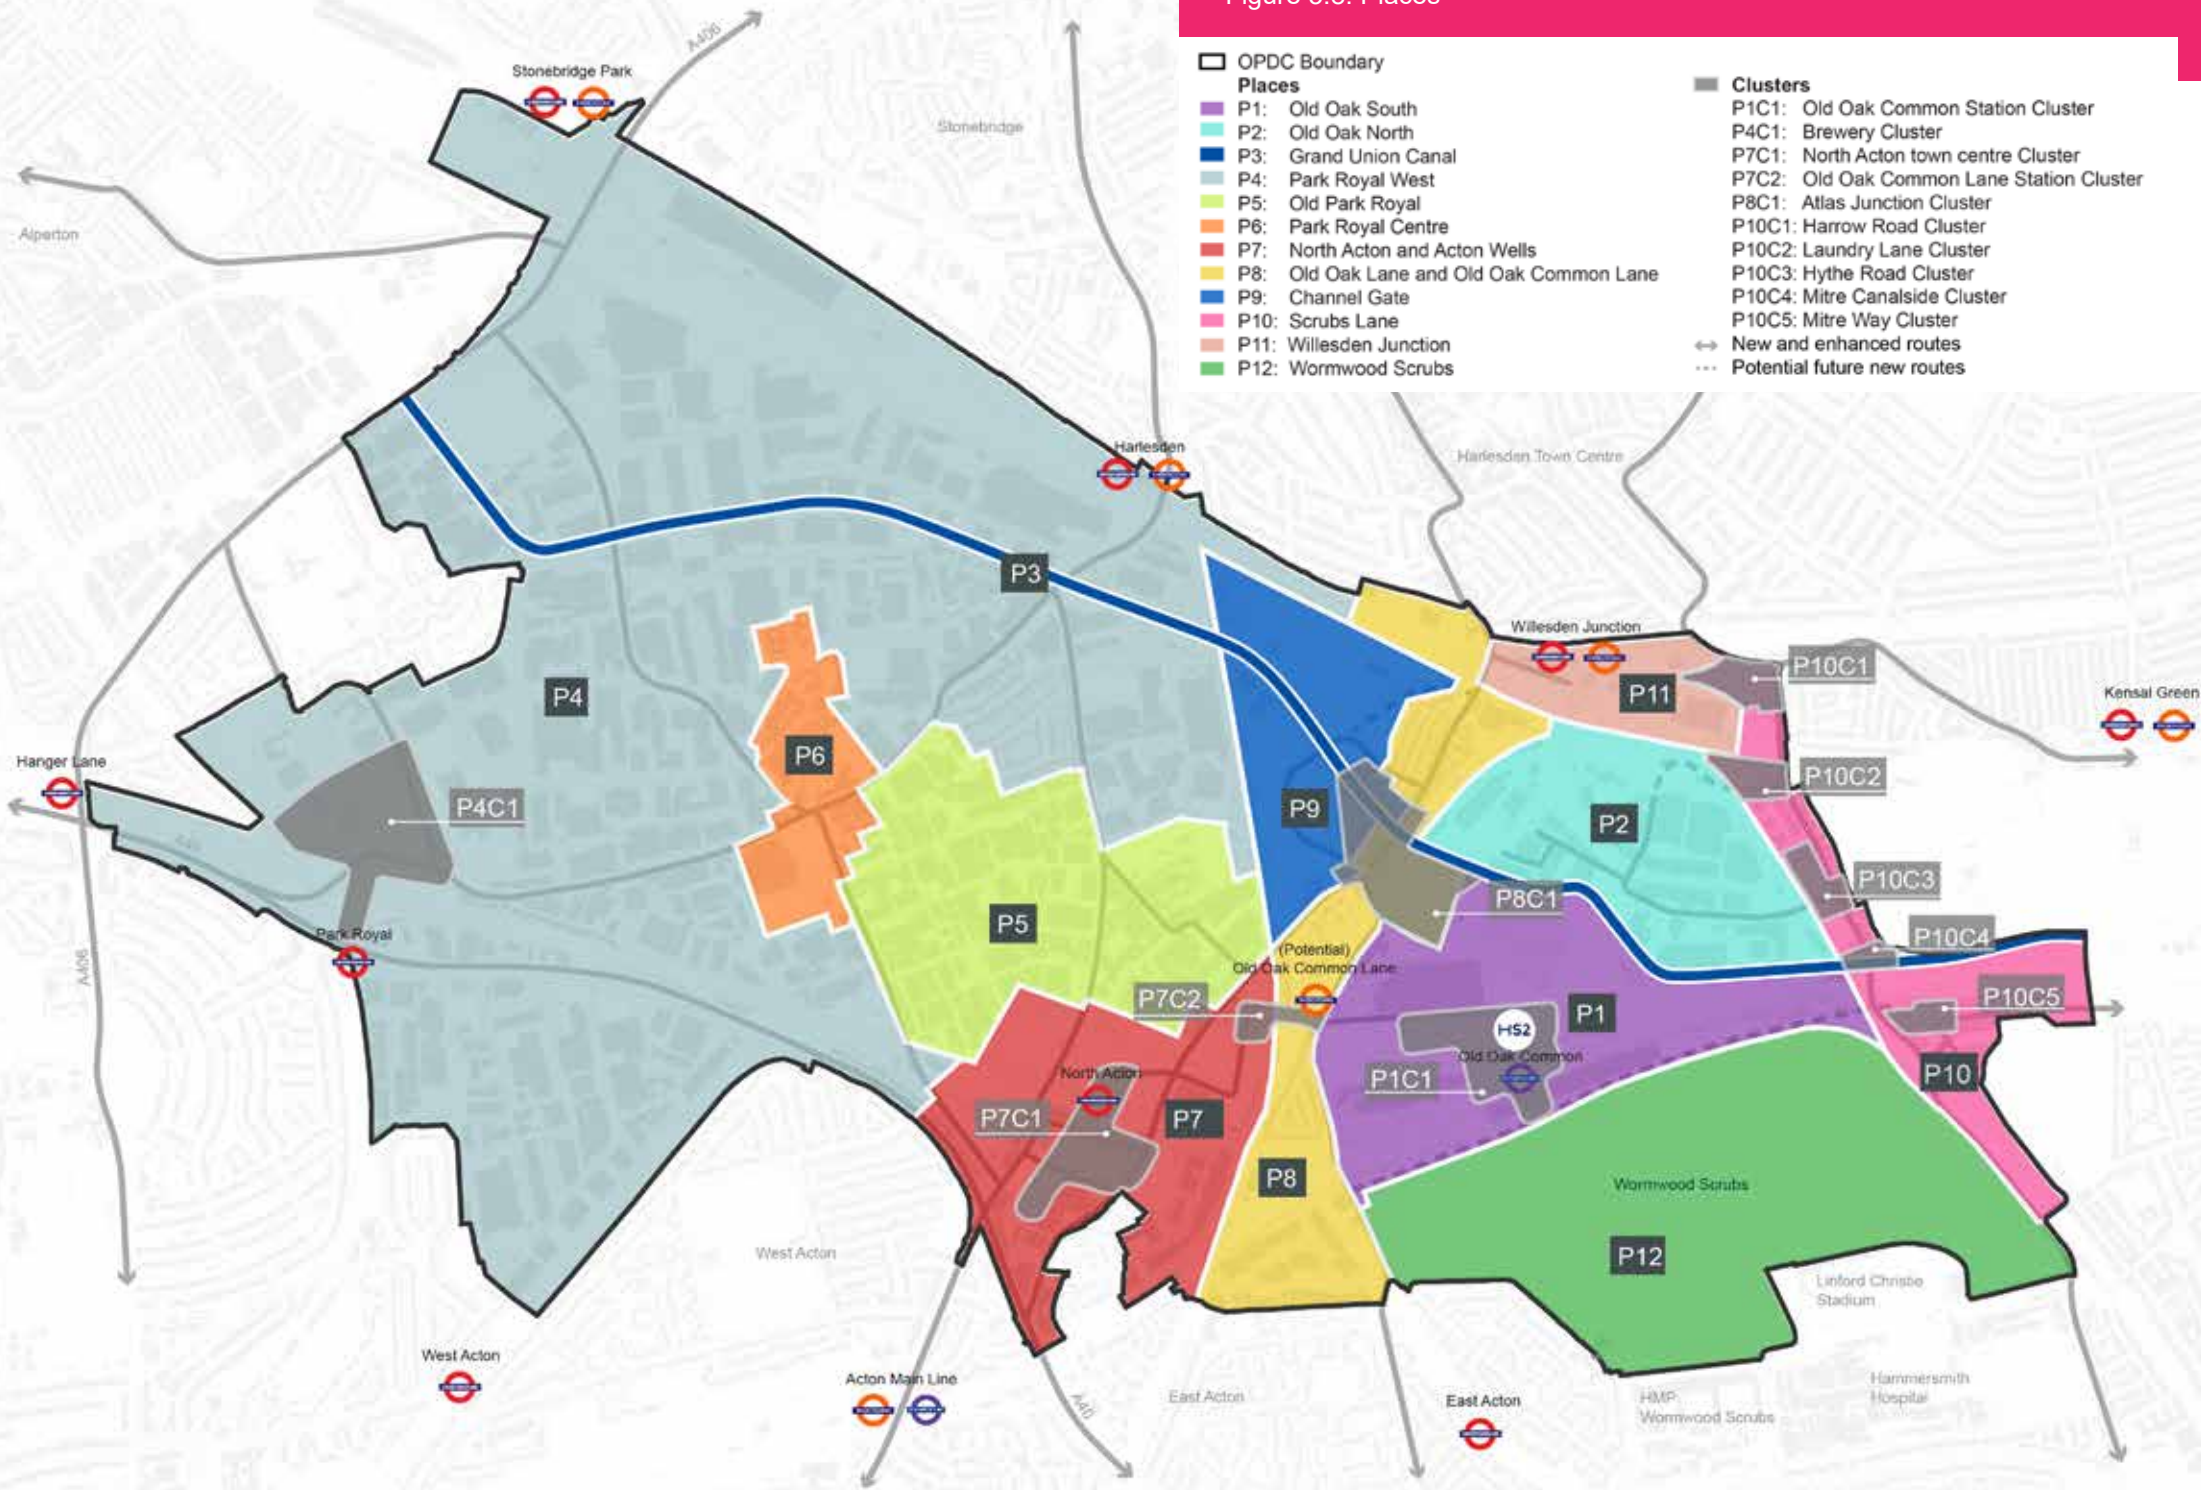 OPDC Boundary
Places
P1: Old Oak South
P2: Old Oak North
P3: Grand Union Canal
P4: Park Royal West
P5: Old Park Royal
P6: Park Royal Centre
P7: North Acton and Acton Wells
P8: Old Oak Lane and Old Oak Common Lane
P9: Channel Gate
P10: Scrubs Lane
P11: Willesden Junction
P12: Wormwood Scrubs
Clusters
P1C1: Old Oak Common Station Cluster
P4C1: Brewery Cluster
P7C1: North Acton town centre Cluster
P7C2: Old Oak Common Lane Station Cluster
P8C1: Atlas Junction Cluster
P10C1: Harrow Road Cluster
P10C2: Laundry Lane Cluster
P10C3: Hythe Road Cluster
P10C4: Mitre Canalside Cluster
P10C5: Mitre Way Cluster
New and enhanced routes
Potential future new routes
A406
Stonebridge Park
Stonebridge
Alperton
Harlesden
Harlesden Town Centre
P3
Willesden Junction
P10C1
P11
P4
Kensal Green
P6
Hanger Lane
P10C2
P4C1
P9
P2
P10C3
P8C1
P5
Park Royal
P10C4
(Potential)
Old Oak Common Lane
A406
P7C2
P10C5
P1
HS2
Old Oak Common
North Acton
P1C1
P10
P7C1
P7
P8
Wormwood Scrubs
West Acton
P12
Linford Christie
Stadium
West Acton
Acton Main Line
Hammersmith
Hospital
East Acton
A40
East Acton
HMP
Wormwood Scrubs